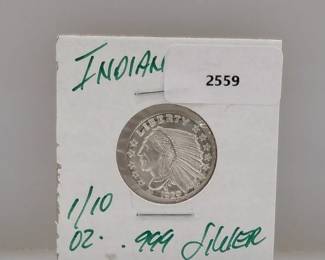 INDIAN
2559
LIBERTY
1/10
OZ. .999 SILVER